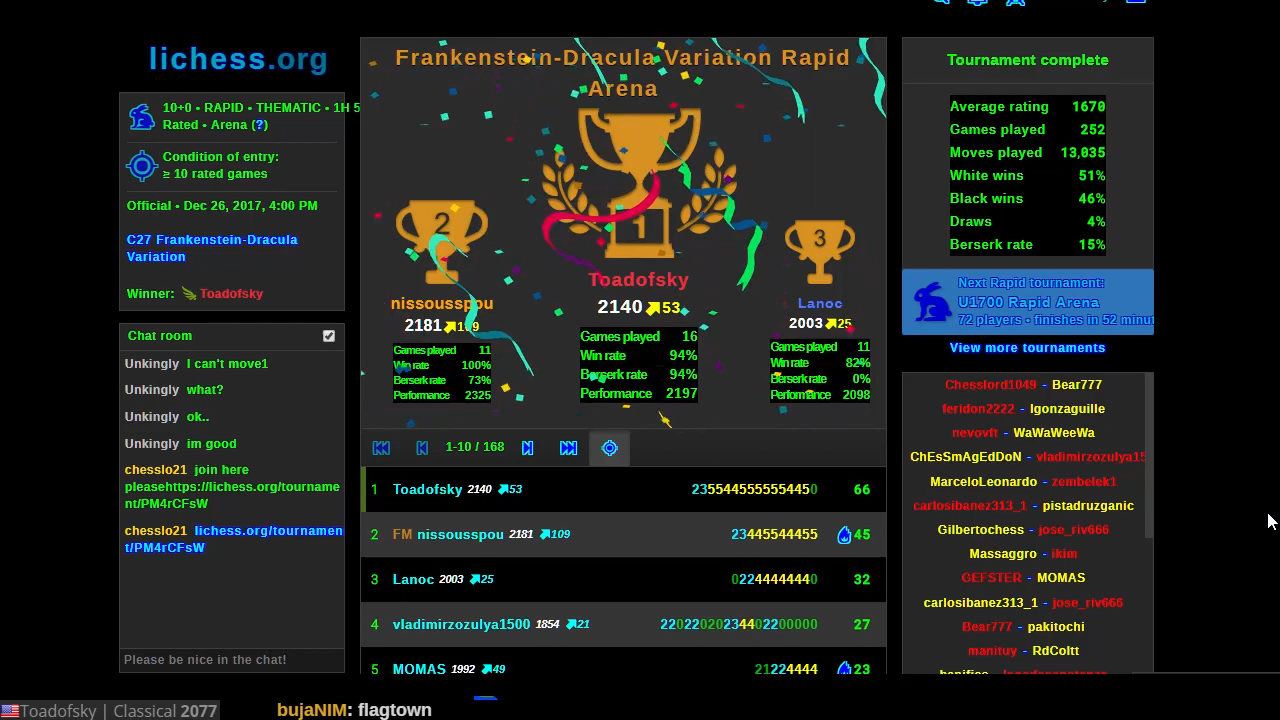 lichess.org
10+0 • RAPID • THEMATIC • 1H 5
Rated • Arena (?)
Condition of entry:
≥ 10 rated games
Official • Dec 26, 2017, 4:00 PM
C27 Frankenstein-Dracula
Variation
Winner: Toadofsky
Chat room
Unkingly I can't move1
Unkingly what?
Unkingly ok..
Unkingly im good
chesslo21 join here
pleasehttps://lichess.org/tourname
nt/PM4rCFsW
chesslo21 lichess.org/tournamen
t/PM4rCFsW
Please be nice in the chat!
Frankenstein-Dracula Variation Rapid
Arena
2
1
3
nissousspou
2181 109
Games played 11
Win rate 100%
Berserk rate 73%
Performance 2325
Toadofsky
2140 53
Games played 16
Win rate 94%
Berserk rate 94%
Performance 2197
Lanoc
2003 25
Games played 11
Win rate 82%
Berserk rate 0%
Performance 2098
1-10 / 168
1 Toadofsky 2140 53 2355445555554450 66
2 FM nissousspou 2181 109 23445544455 45
3 Lanoc 2003 25 02244444440 32
4 vladimirzozulya1500 1854 21 22022020234402200000 27
5 MOMAS 1992 49 21224444 23
Tournament complete
Average rating 1670
Games played 252
Moves played 13,035
White wins 51%
Black wins 46%
Draws 4%
Berserk rate 15%
Next Rapid tournament:
U1700 Rapid Arena
72 players • finishes in 52 minut
View more tournaments
Chesslord1049 - Bear777
feridon2222 - Igonzaguille
nevovft - WaWaWeeWa
ChEsSmAgEdDoN - vladimirzozulya15
MarceloLeonardo - zembelek1
carlosibanez313_1 - pistadruzganic
Gilbertochess - jose_riv666
Massaggro - ikim
GEFSTER - MOMAS
carlosibanez313_1 - jose_riv666
Bear777 - pakitochi
manituy - RdColtt
Toadofsky | Classical 2077
bujaNIM: flagtown